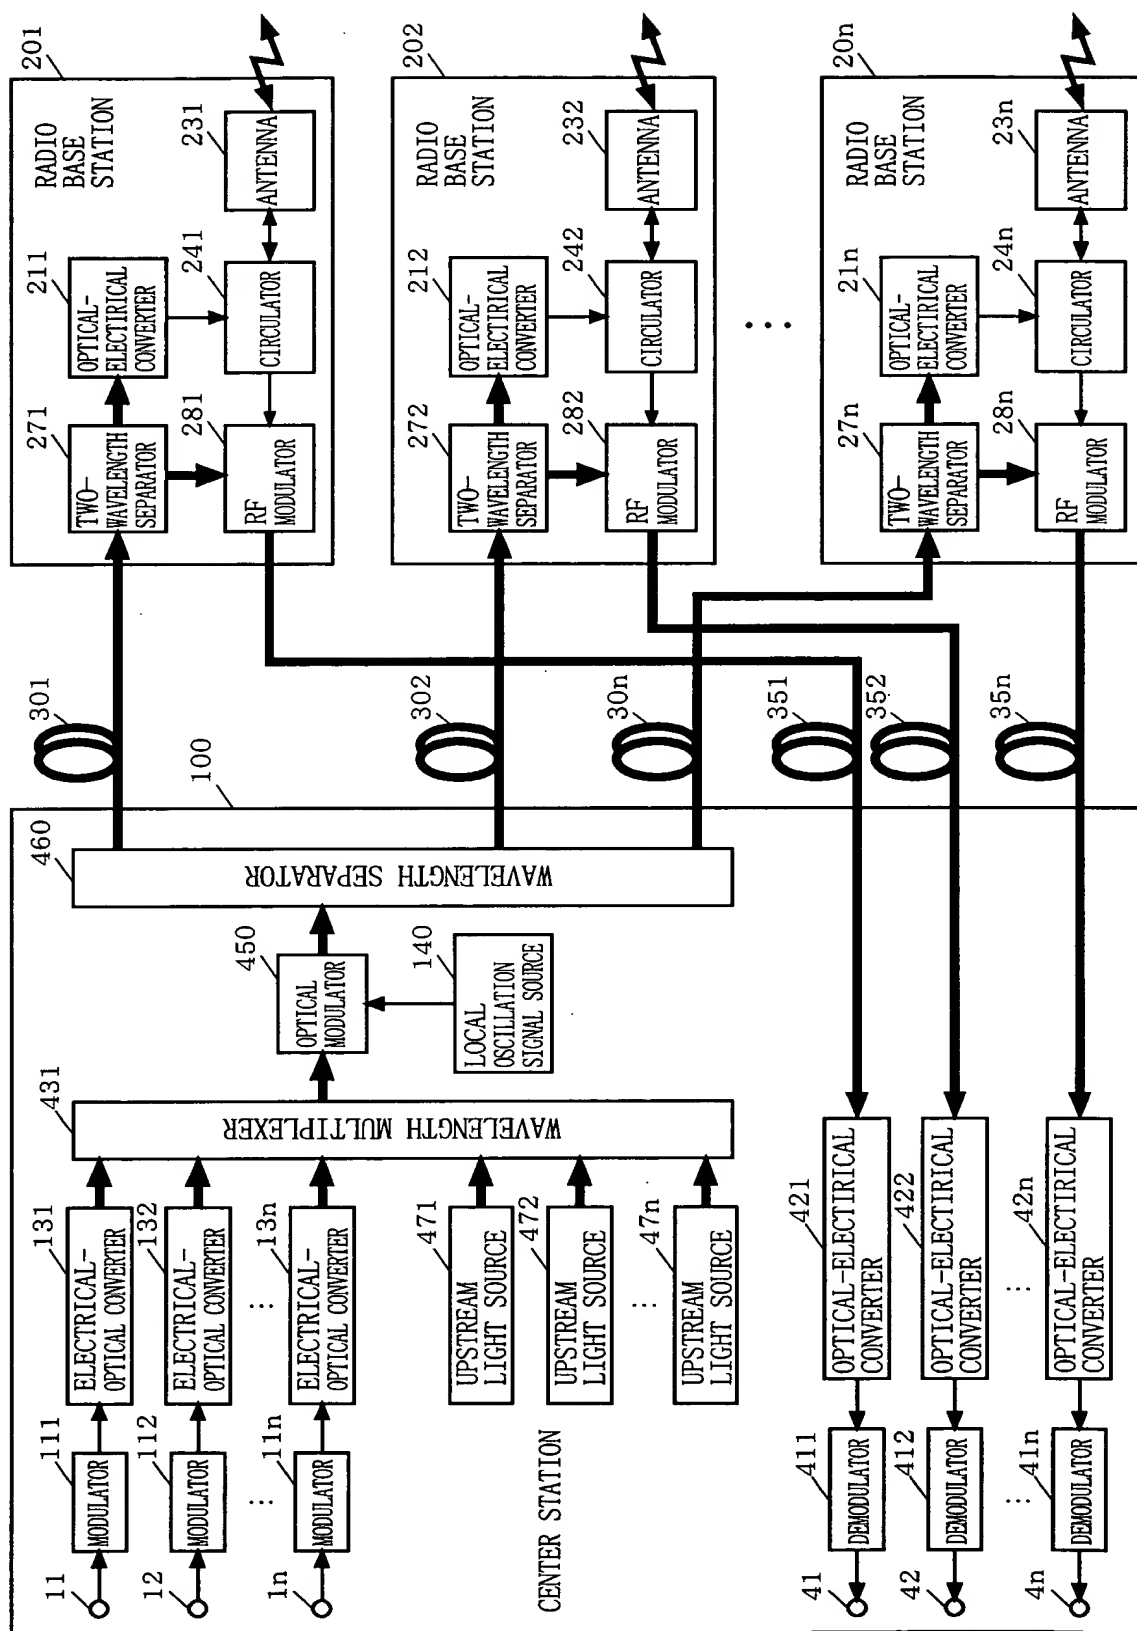 11
MODULATOR
111
ELECTRICAL-
OPTICAL CONVERTER
131
12
MODULATOR
112
ELECTRICAL-
OPTICAL CONVERTER
132
⋮
⋮
1n
MODULATOR
11n
ELECTRICAL-
OPTICAL CONVERTER
13n
UPSTREAM
LIGHT SOURCE
471
UPSTREAM
LIGHT SOURCE
472
⋮
UPSTREAM
LIGHT SOURCE
47n
CENTER STATION
WAVELENGTH MULTIPLEXER
431
OPTICAL
MODULATOR
450
LOCAL
OSCILLATION
SIGNAL SOURCE
140
WAVELENGTH SEPARATOR
460
100
301
302
30n
351
352
35n
41
DEMODULATOR
411
OPTICAL-ELECTIRICAL
CONVERTER
421
42
DEMODULATOR
412
OPTICAL-ELECTIRICAL
CONVERTER
422
⋮
⋮
4n
DEMODULATOR
41n
OPTICAL-ELECTIRICAL
CONVERTER
42n
201
RADIO
BASE
STATION
TWO-
WAVELENGTH
SEPARATOR
271
OPTICAL-
ELECTIRICAL
CONVERTER
211
RF
MODULATOR
281
CIRCULATOR
241
ANTENNA
231
202
RADIO
BASE
STATION
TWO-
WAVELENGTH
SEPARATOR
272
OPTICAL-
ELECTIRICAL
CONVERTER
212
RF
MODULATOR
282
CIRCULATOR
242
ANTENNA
232
⋮
20n
RADIO
BASE
STATION
TWO-
WAVELENGTH
SEPARATOR
27n
OPTICAL-
ELECTIRICAL
CONVERTER
21n
RF
MODULATOR
28n
CIRCULATOR
24n
ANTENNA
23n